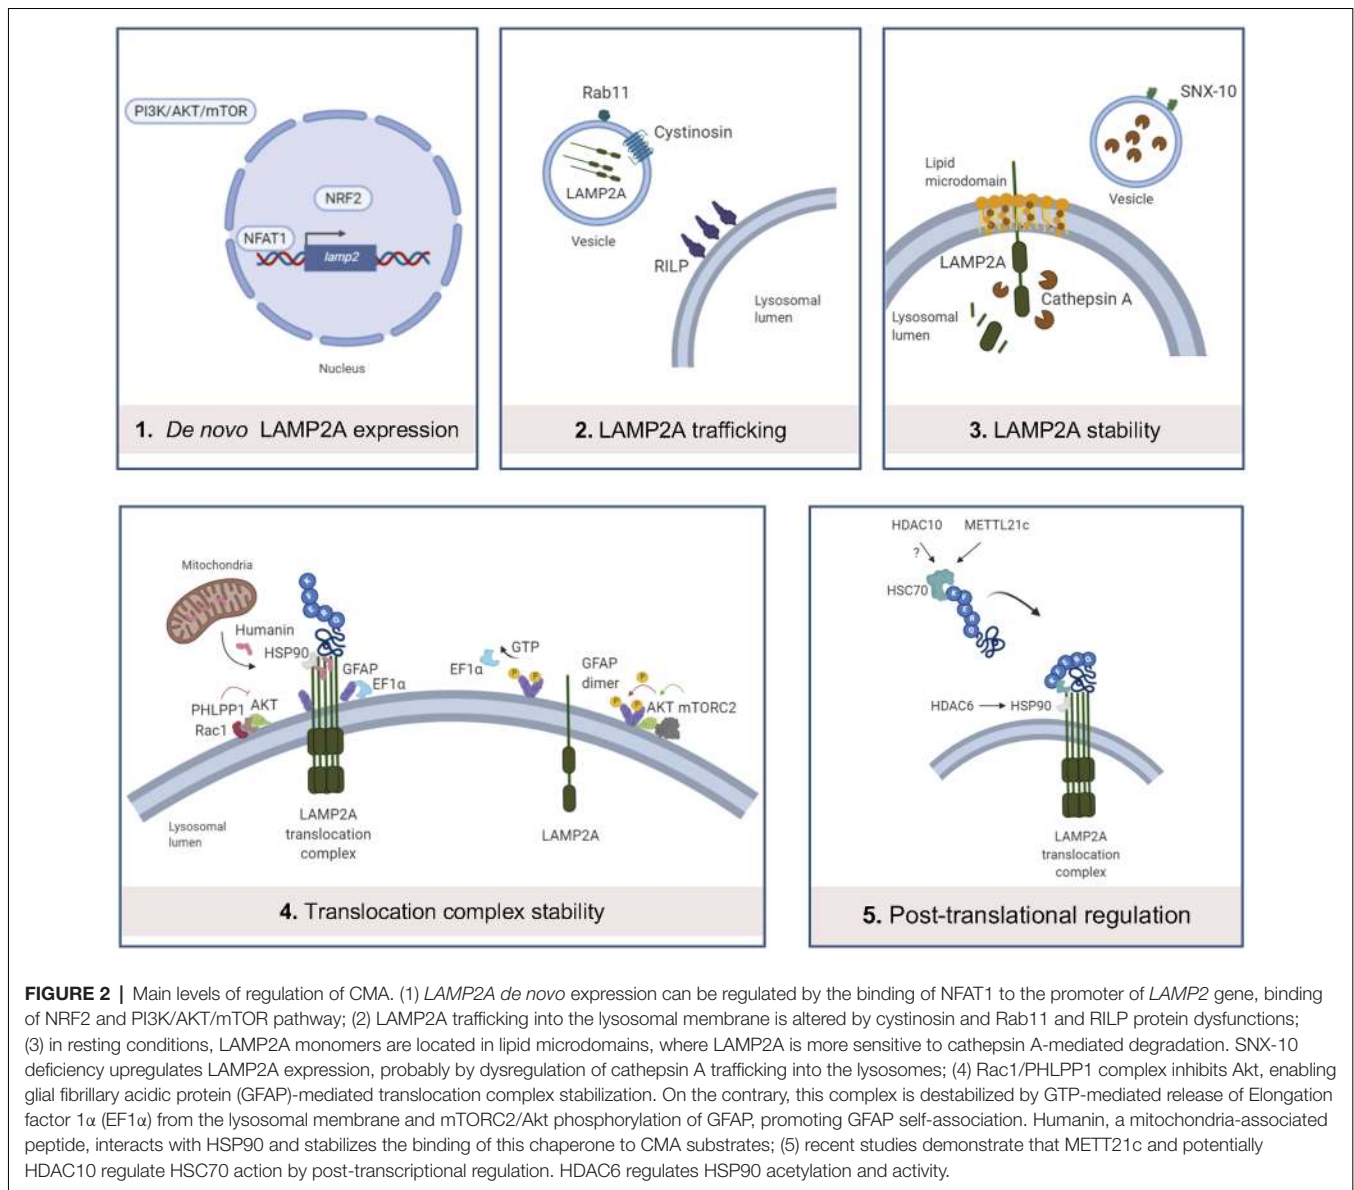 PI3K/AKT/mTOR
NRF2
NFAT1
lamp2
Nucleus
1. De novo LAMP2A expression
Rab11
Cystinosin
LAMP2A
Vesicle
RILP
Lysosomal
lumen
2. LAMP2A trafficking
SNX-10
Lipid
microdomain
Vesicle
LAMP2A
Cathepsin A
Lysosomal
lumen
3. LAMP2A stability
Mitochondria
Humanin
HSP90
GFAP
EF1α
PHLPP1
AKT
Rac1
LAMP2A
translocation
complex
Lysosomal
lumen
EF1α
GTP
P P
GFAP
dimer
P
P
AKT mTORC2
LAMP2A
4. Translocation complex stability
HDAC10
METTL21c
?
HSC70
HDAC6
HSP90
LAMP2A
translocation
complex
5. Post-translational regulation
FIGURE 2 | Main levels of regulation of CMA. (1) LAMP2A de novo expression can be regulated by the binding of NFAT1 to the promoter of LAMP2 gene, binding
of NRF2 and PI3K/AKT/mTOR pathway; (2) LAMP2A trafficking into the lysosomal membrane is altered by cystinosin and Rab11 and RILP protein dysfunctions;
(3) in resting conditions, LAMP2A monomers are located in lipid microdomains, where LAMP2A is more sensitive to cathepsin A-mediated degradation. SNX-10
deficiency upregulates LAMP2A expression, probably by dysregulation of cathepsin A trafficking into the lysosomes; (4) Rac1/PHLPP1 complex inhibits Akt, enabling
glial fibrillary acidic protein (GFAP)-mediated translocation complex stabilization. On the contrary, this complex is destabilized by GTP-mediated release of Elongation
factor 1α (EF1α) from the lysosomal membrane and mTORC2/Akt phosphorylation of GFAP, promoting GFAP self-association. Humanin, a mitochondria-associated
peptide, interacts with HSP90 and stabilizes the binding of this chaperone to CMA substrates; (5) recent studies demonstrate that METT21c and potentially
HDAC10 regulate HSC70 action by post-transcriptional regulation. HDAC6 regulates HSP90 acetylation and activity.